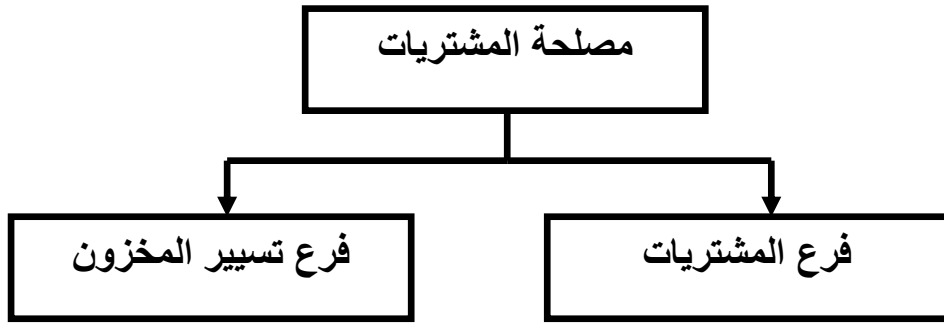 مصلحة المشتريات
فرع المشتريات
فرع تسيير المخزون